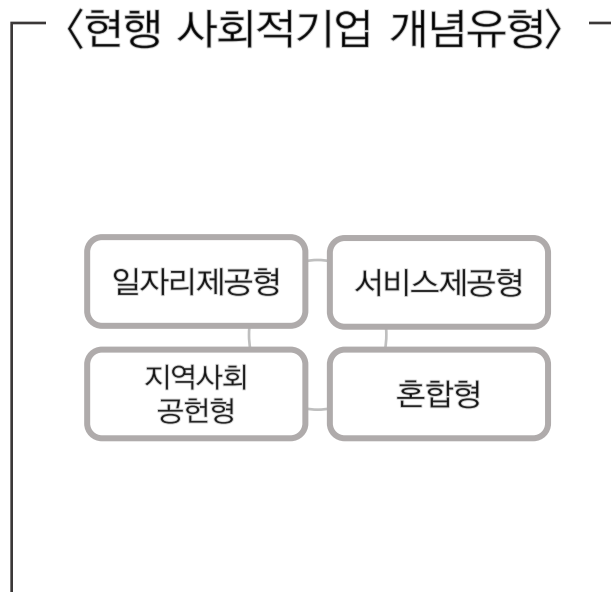 〈현행 사회적기업 개념유형〉
일자리제공형
서비스제공형
지역사회
공헌형
혼합형